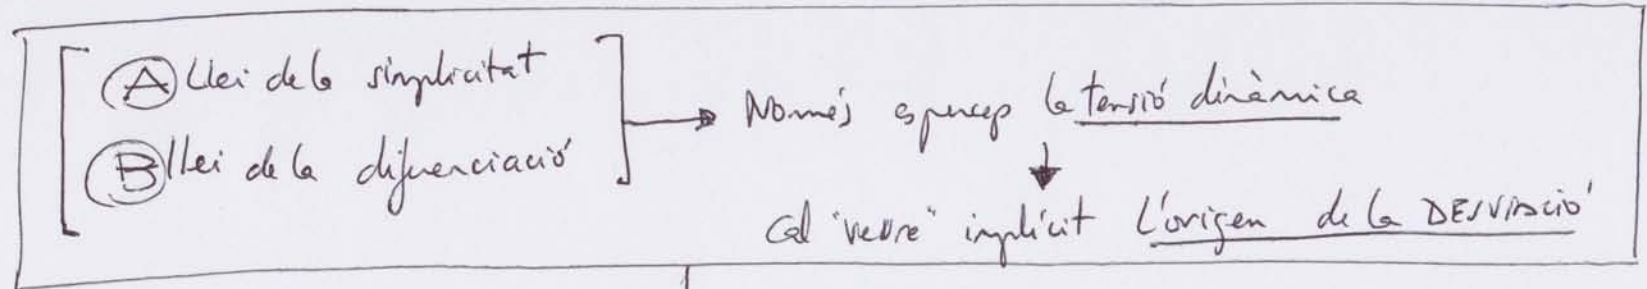 Ⓐ Llei de la simplicitat
Ⓑ llei de la diferenciació
→ Només es percep la tensió dinàmica
↓
Cal "veure" implícit L'origen de la DESVIACIÓ